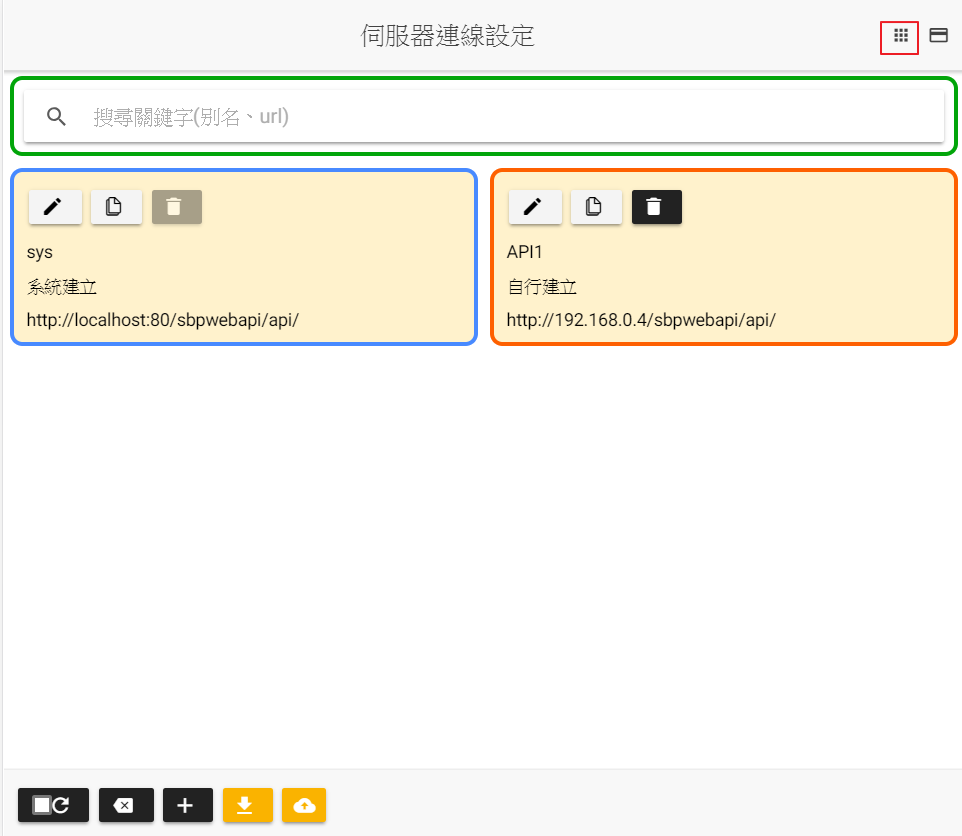 伺服器連線設定
搜尋關鍵字(別名、url)
sys
系統建立
http://localhost:80/sbpwebapi/api/
API1
自行建立
http://192.168.0.4/sbpwebapi/api/